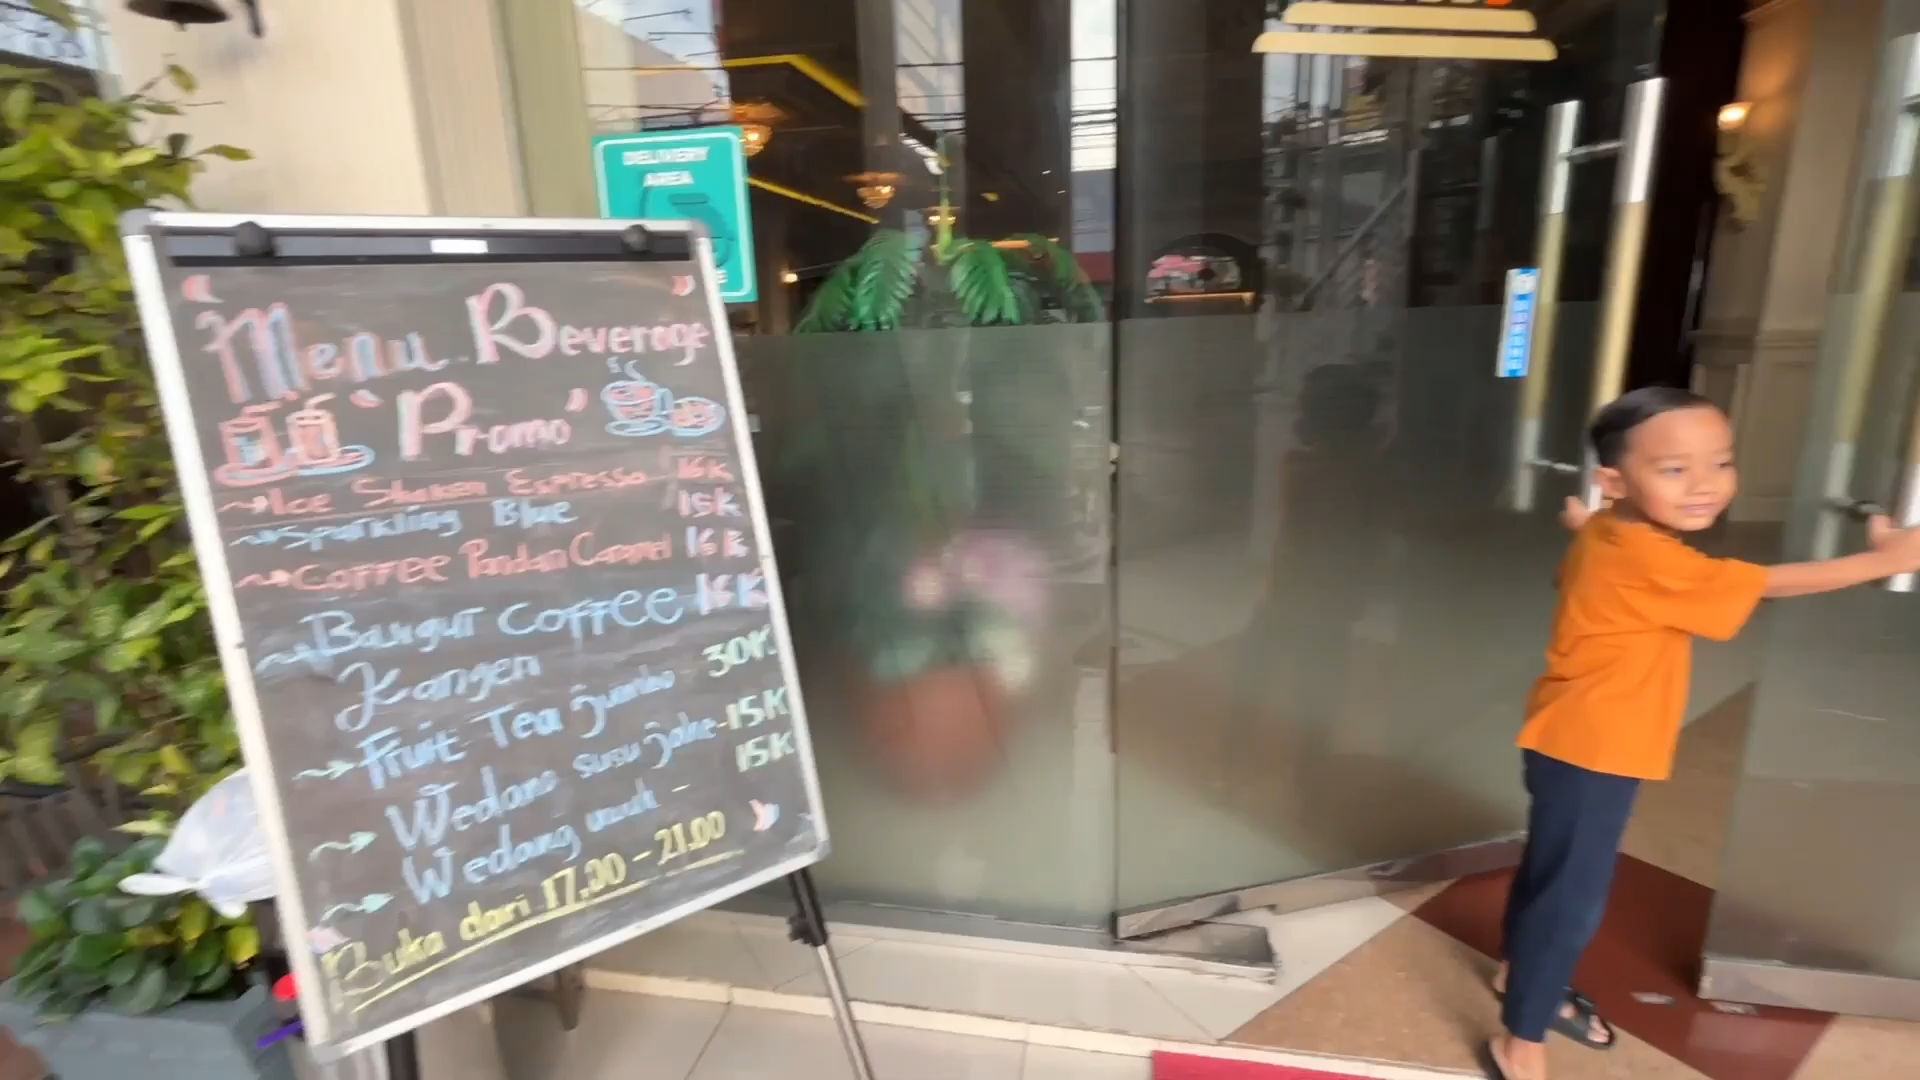 DELIVERY
AREA
"Menu Beverage
"Promo"
Ice Shaken Espresso 16K
Sparkling Blue 15K
Coffee Pandan Caramel 16K
Coffee 16K
Kangen
Fruit Tea Jumbo 30K
Wedang susu jahe - 15K
Wedang uwuh - 15K
Buka dari 17.00 - 21.00